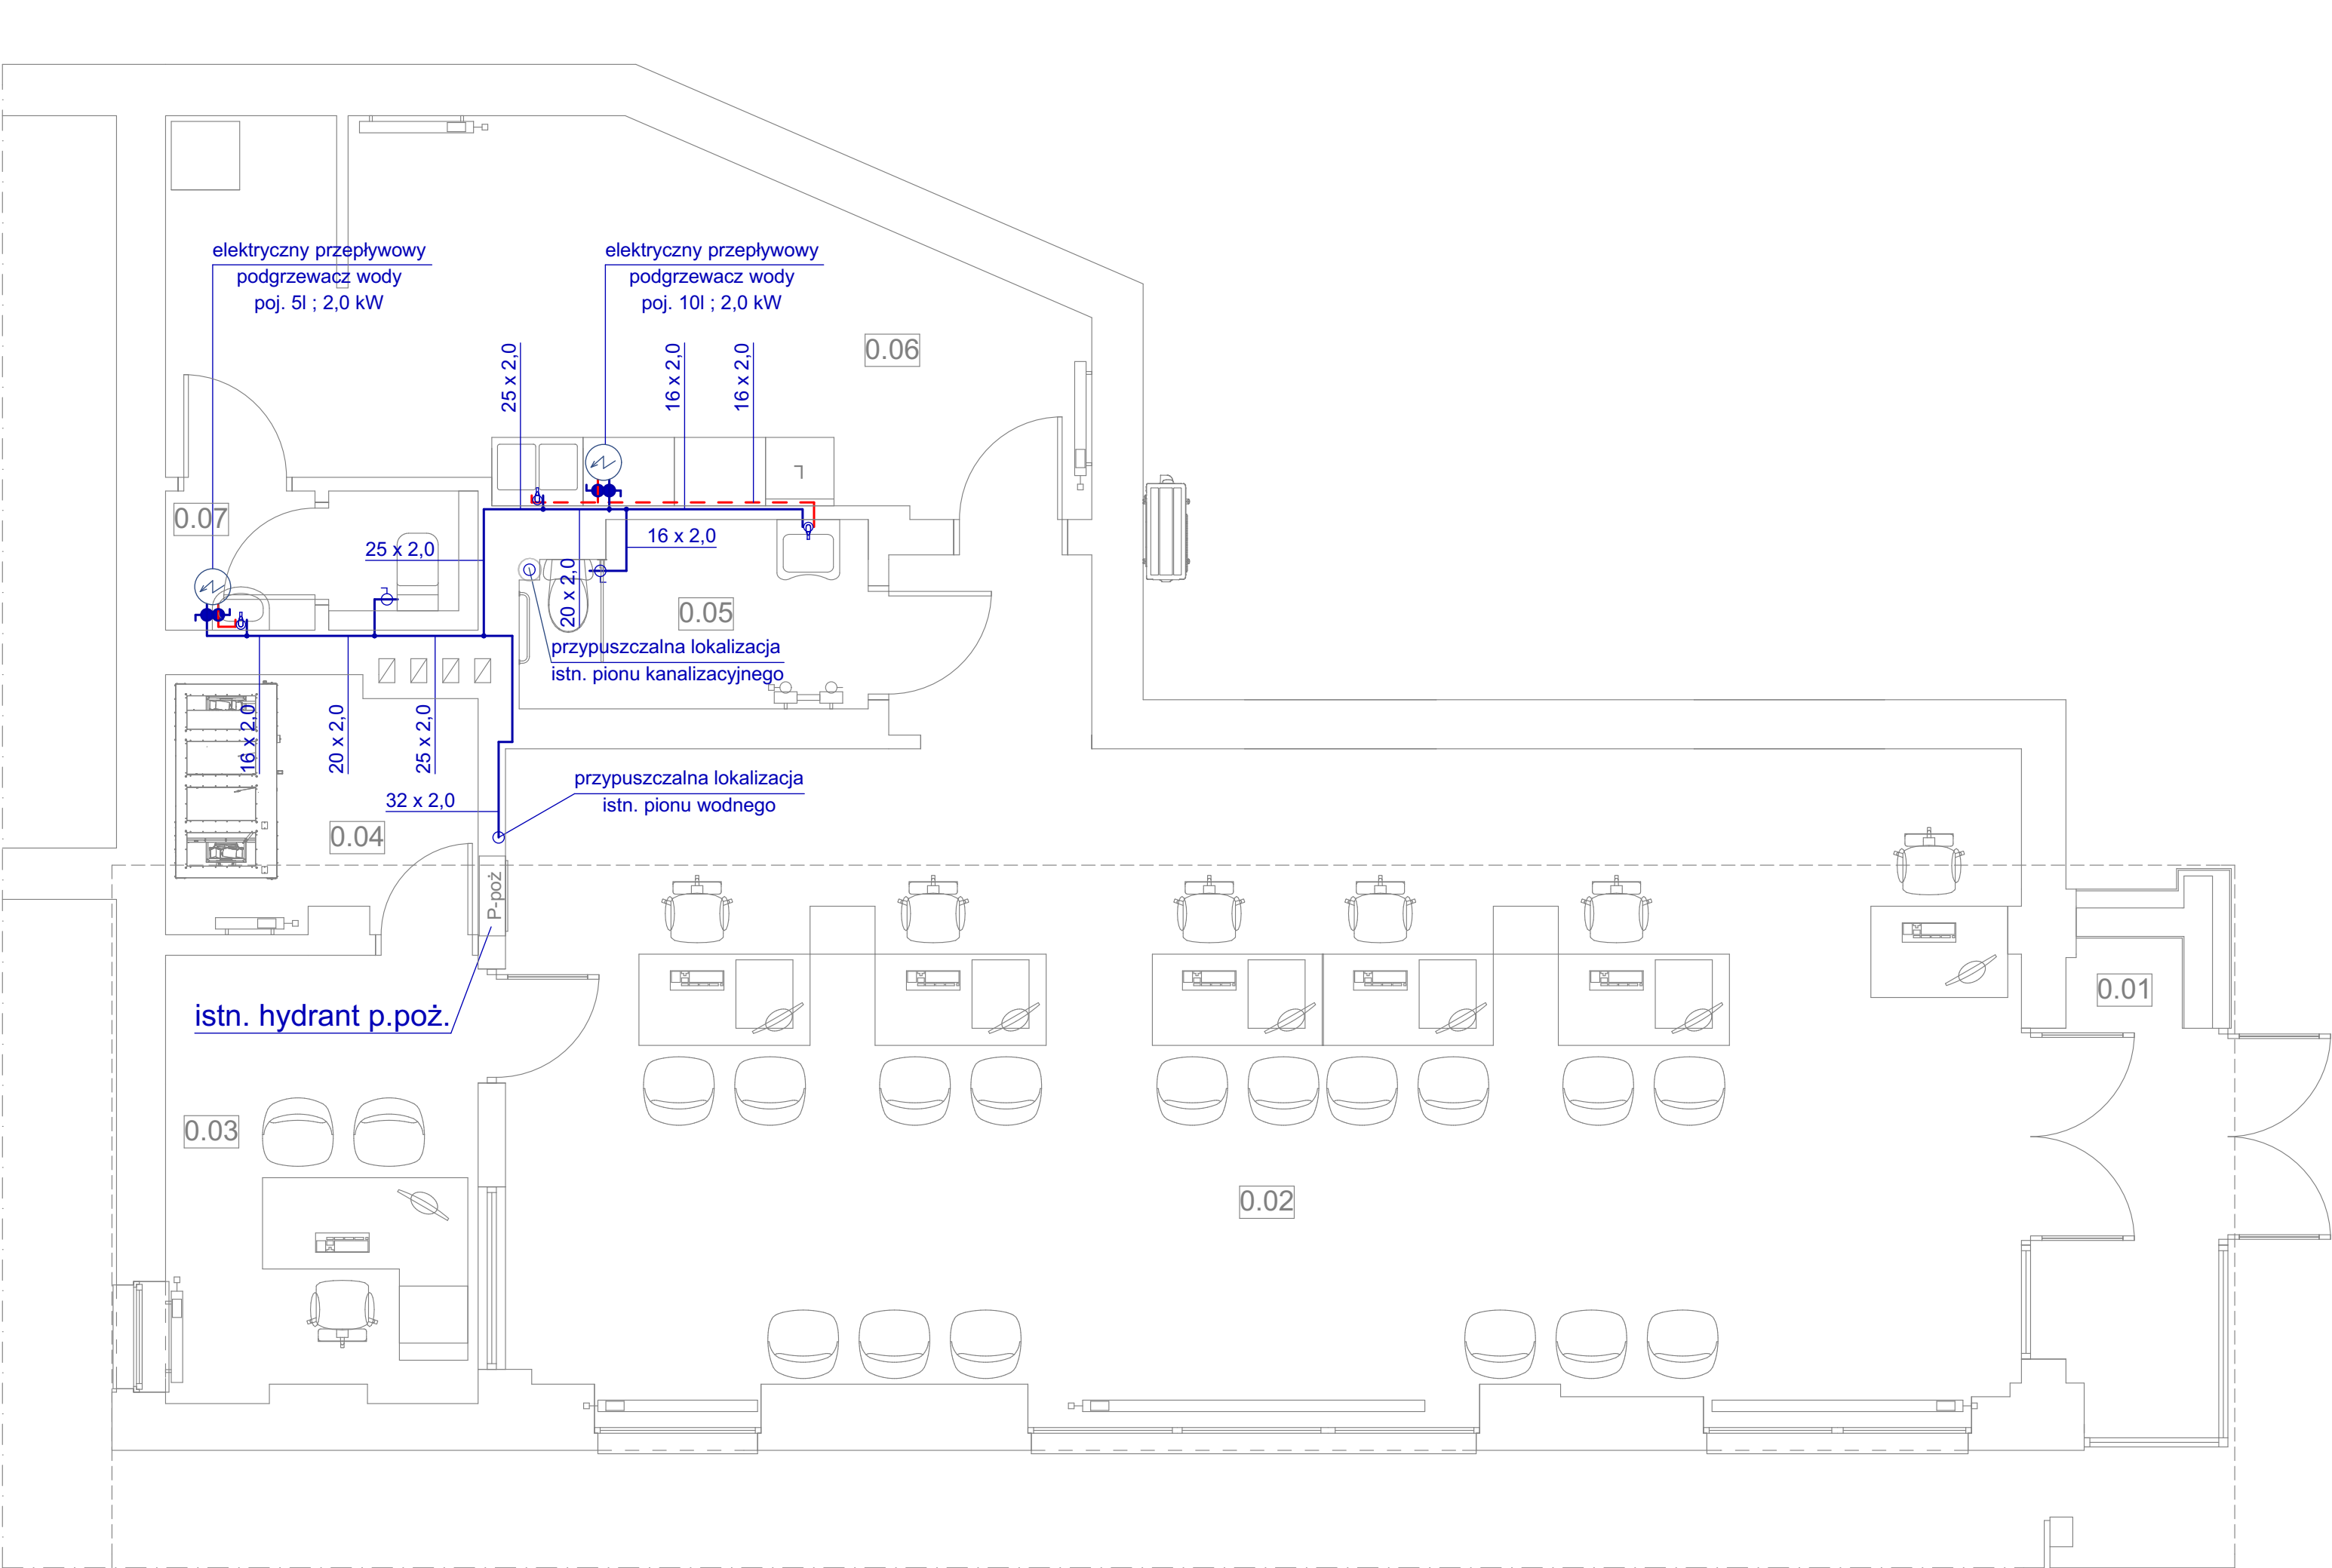 elektryczny przepływowy
podgrzewacz wody
poj. 5l ; 2,0 kW
elektryczny przepływowy
podgrzewacz wody
poj. 10l ; 2,0 kW
25 x 2,0
16 x 2,0
16 x 2,0
0.06
0.07
25 x 2,0
16 x 2,0
20 x 2,0
0.05
przypuszczalna lokalizacja
istn. pionu kanalizacyjnego
16 x 2,0
20 x 2,0
25 x 2,0
przypuszczalna lokalizacja
istn. pionu wodnego
32 x 2,0
0.04
P-poż
istn. hydrant p.poż.
0.01
0.03
0.02